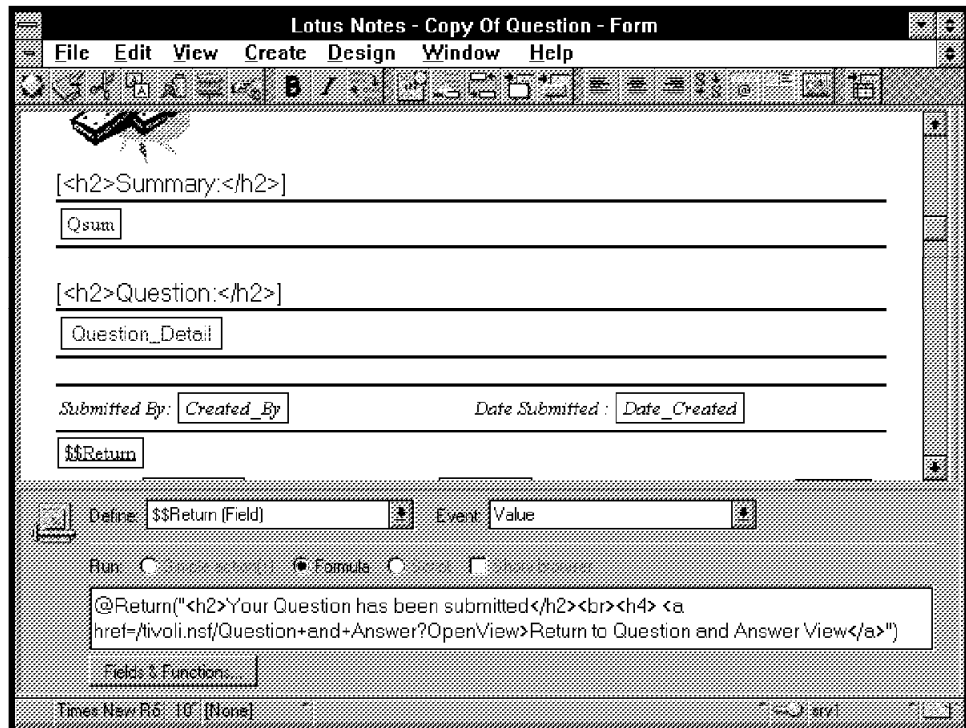 Lotus Notes - Copy Of Question - Form
File Edit View Create Design Window Help
[<h2>Summary:</h2>]
Qsum
[<h2>Question:</h2>]
Question_Detail
Submitted By: Created_By Date Submitted : Date_Created
$$Return
Define: $$Return (Field) Event: Value
Run: Formula
@Return("<h2>Your Question has been submitted</h2><br><h4> <a
href=/tivoli.nsf/Question+and+Answer?OpenView>Return to Question and Answer View</a>")
Fields & Functions...
Times New R6 10 [None] srv1